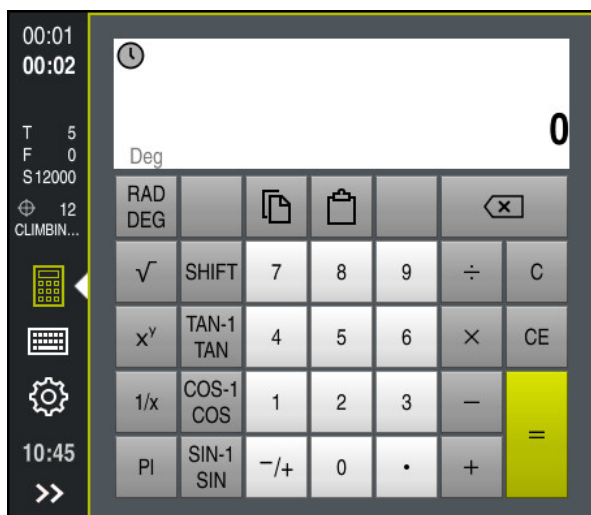 00:01
00:02
T 5
F 0
S12000
12
CLIMBIN...
10:45
>>
0
Deg
RAD
DEG
√ SHIFT 7 8 9 ÷ C
xʸ TAN-1
TAN 4 5 6 × CE
1/x COS-1
COS 1 2 3 − =
PI SIN-1
SIN −/+ 0 • +